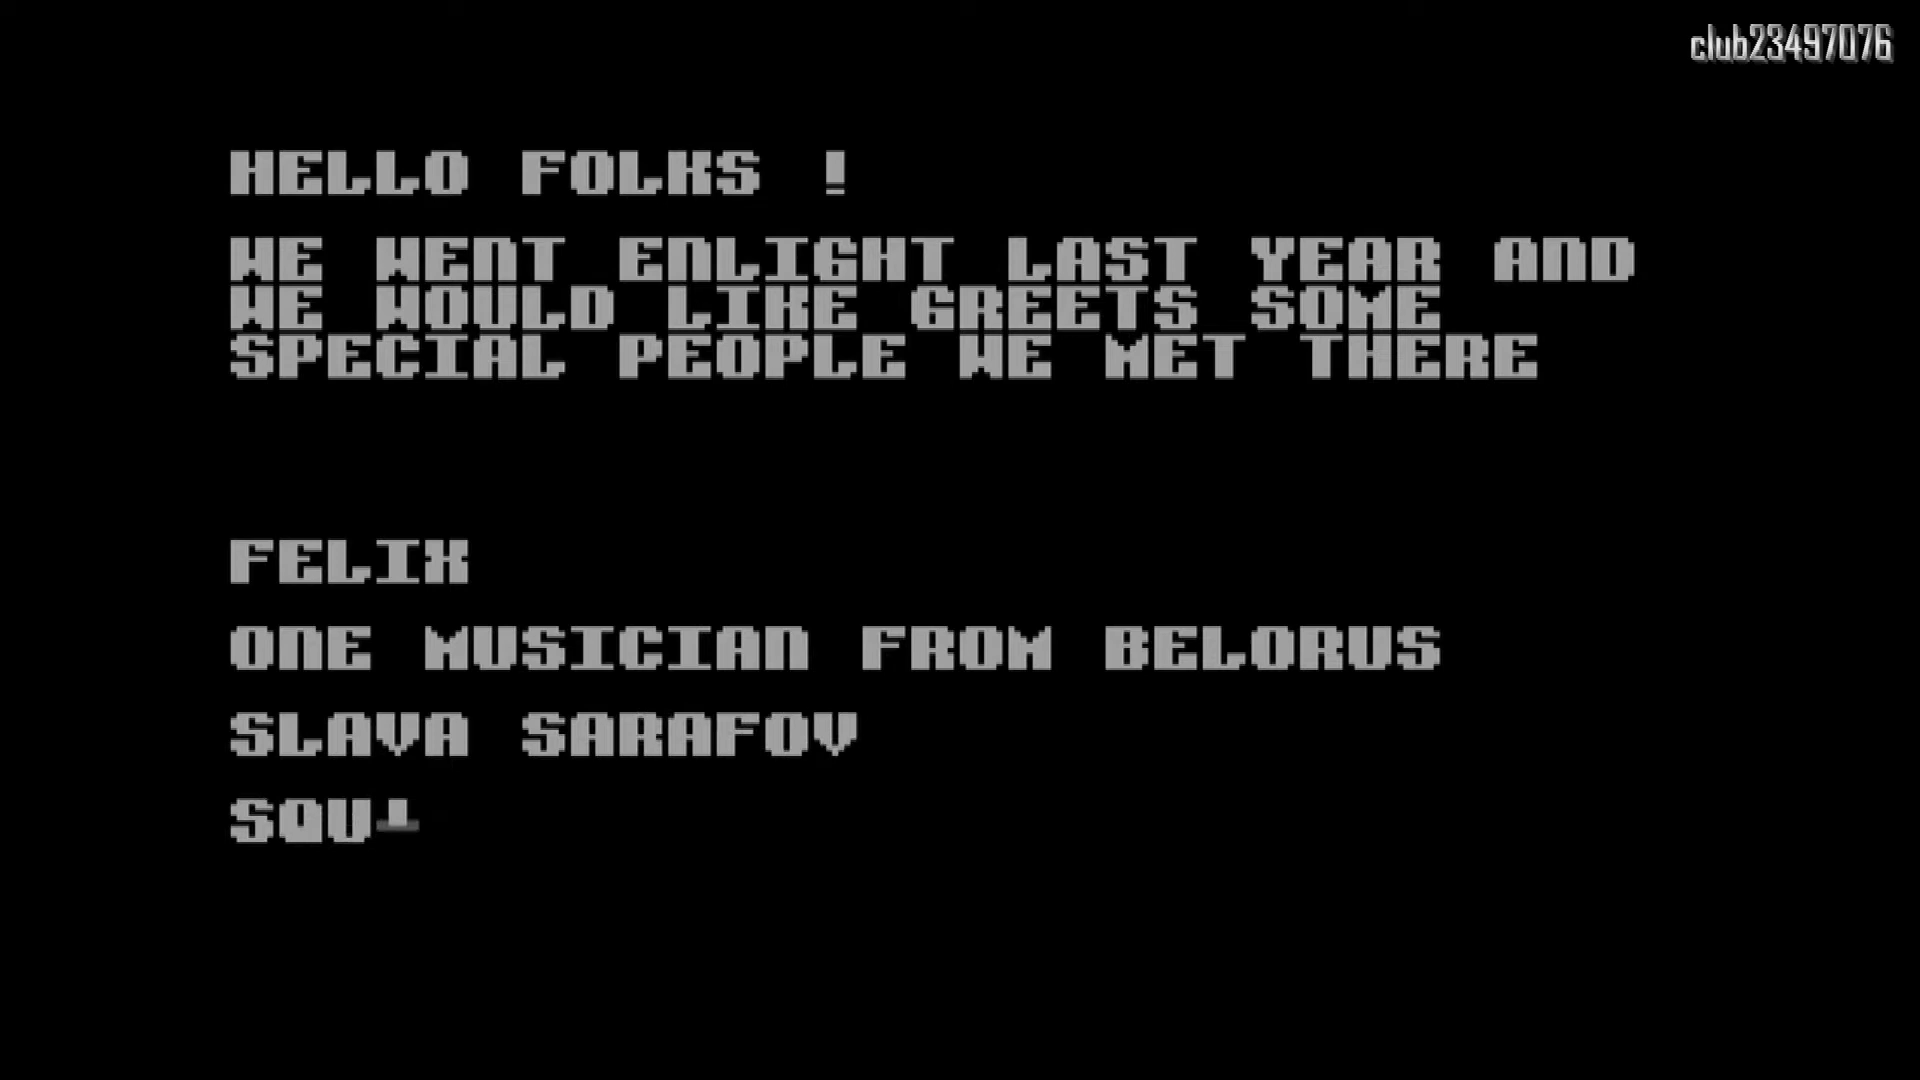 club23497076
HELLO FOLKS !
WE WENT ENLIGHT LAST YEAR AND
WE WOULD LIKE GREETS SOME
SPECIAL PEOPLE WE MET THERE
FELIX
ONE MUSICIAN FROM BELORUS
SLAVA SARAFOV
SQU